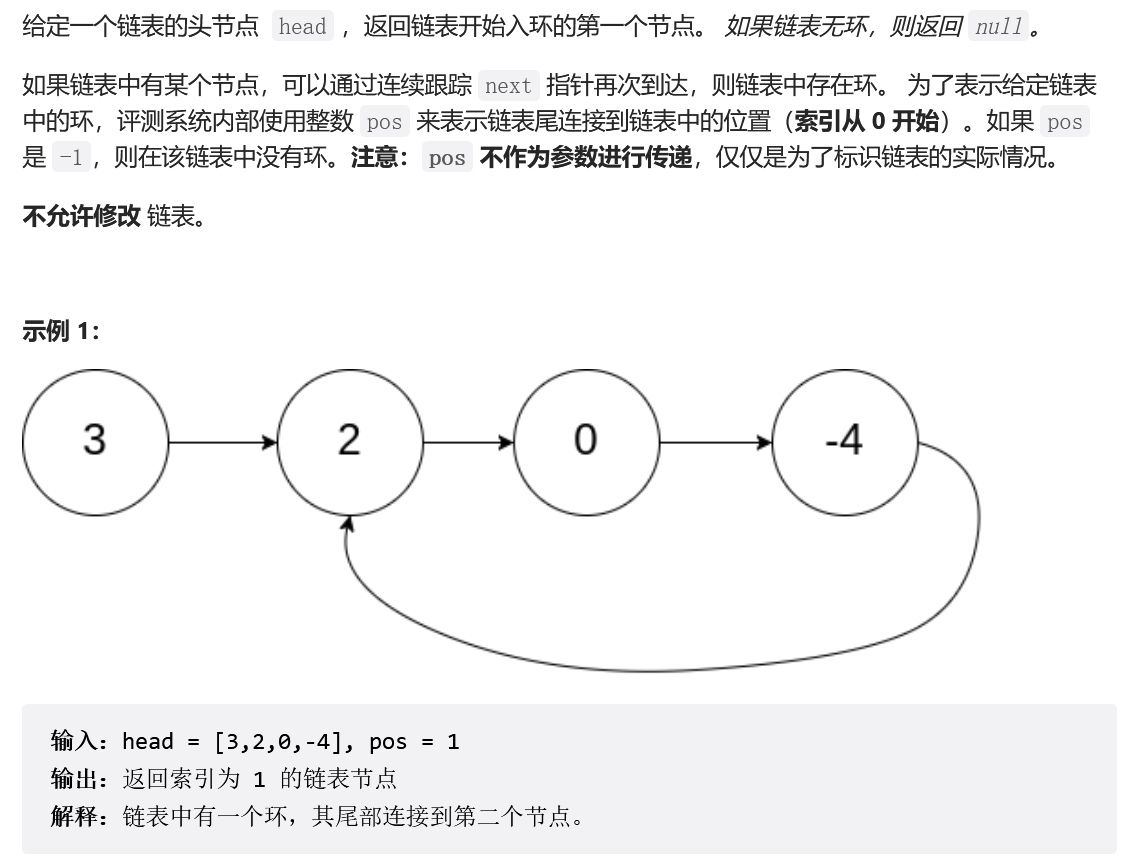 给定一个链表的头节点 head ，返回链表开始入环的第一个节点。 如果链表无环，则返回 null。
如果链表中有某个节点，可以通过连续跟踪 next 指针再次到达，则链表中存在环。 为了表示给定链表
中的环，评测系统内部使用整数 pos 来表示链表尾连接到链表中的位置（索引从 0 开始）。如果 pos
是 -1，则在该链表中没有环。注意：pos 不作为参数进行传递，仅仅是为了标识链表的实际情况。
不允许修改 链表。
示例 1：
3 2 0 -4
输入：head = [3,2,0,-4], pos = 1
输出：返回索引为 1 的链表节点
解释：链表中有一个环，其尾部连接到第二个节点。